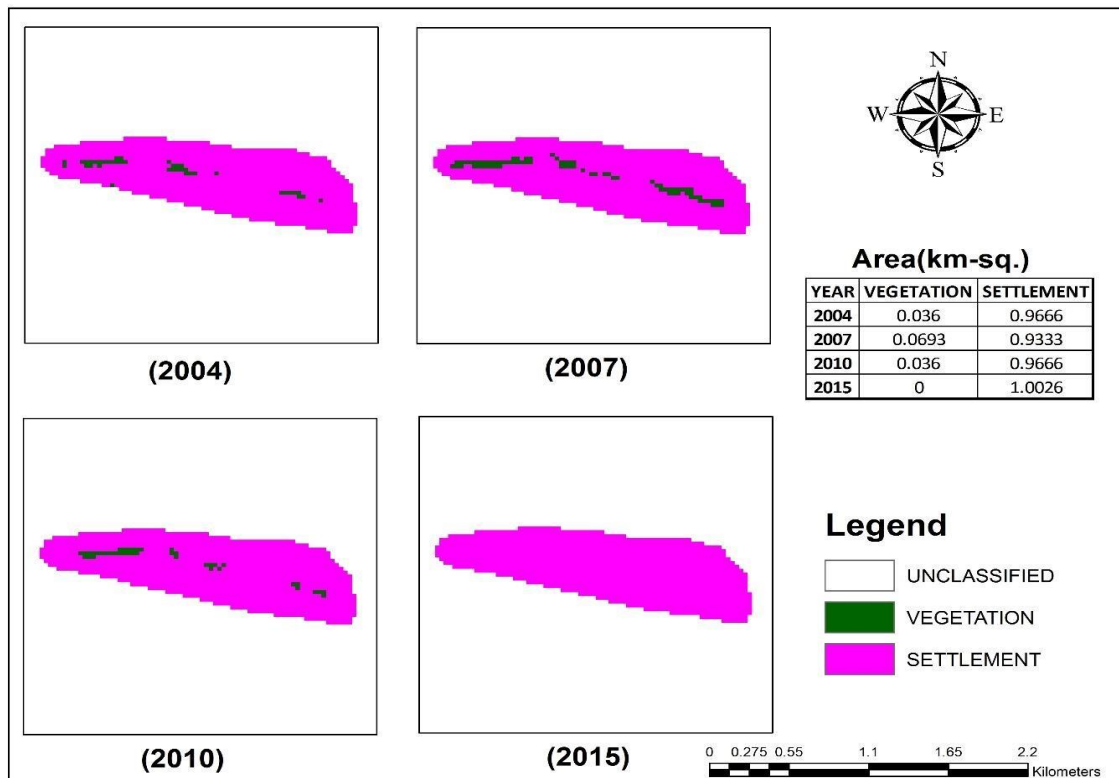 (2004)
(2007)
N
W E
S
Area(km-sq.)
YEAR VEGETATION SETTLEMENT
2004 0.036 0.9666
2007 0.0693 0.9333
2010 0.036 0.9666
2015 0 1.0026
(2010)
(2015)
Legend
UNCLASSIFIED
VEGETATION
SETTLEMENT
0 0.275 0.55 1.1 1.65 2.2
Kilometers